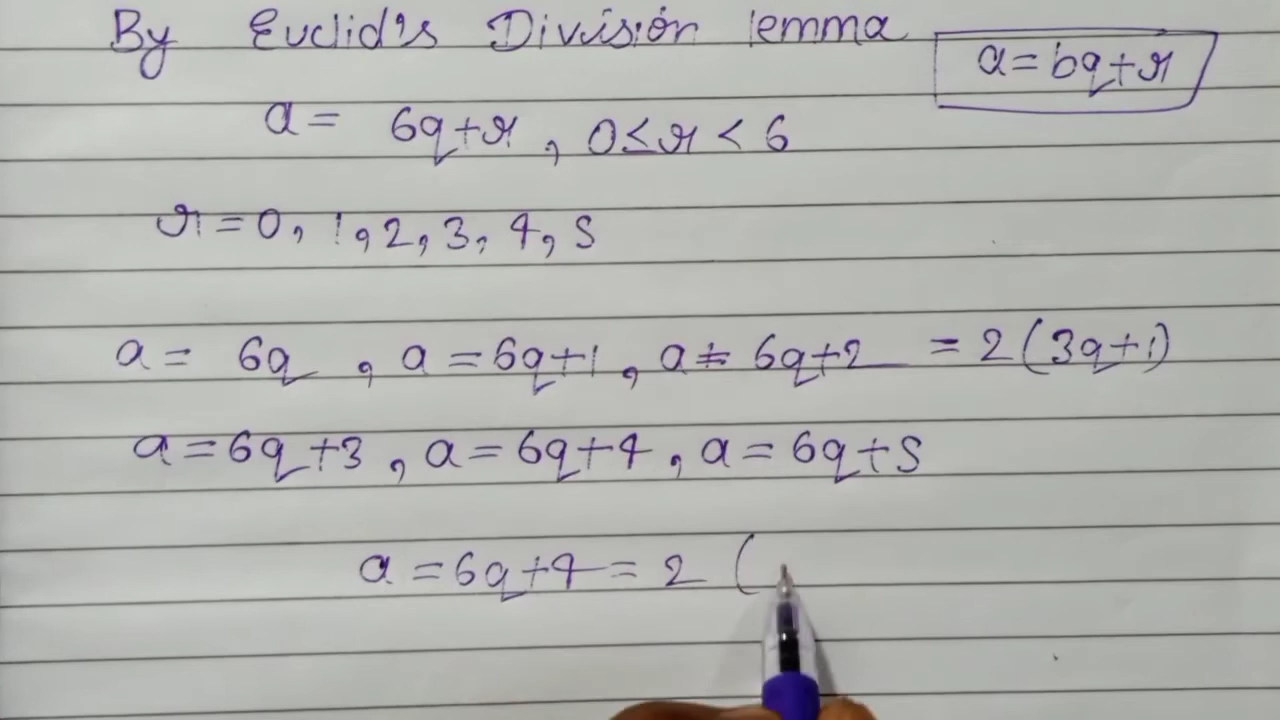 By Euclid's Division lemma
a = bq+r
a = 6q+r, 0≤r<6
r = 0, 1, 2, 3, 4, 5
a = 6q, a = 6q+1, a = 6q+2 = 2(3q+1)
a = 6q+3, a = 6q+4, a = 6q+5
a = 6q+4 = 2 (